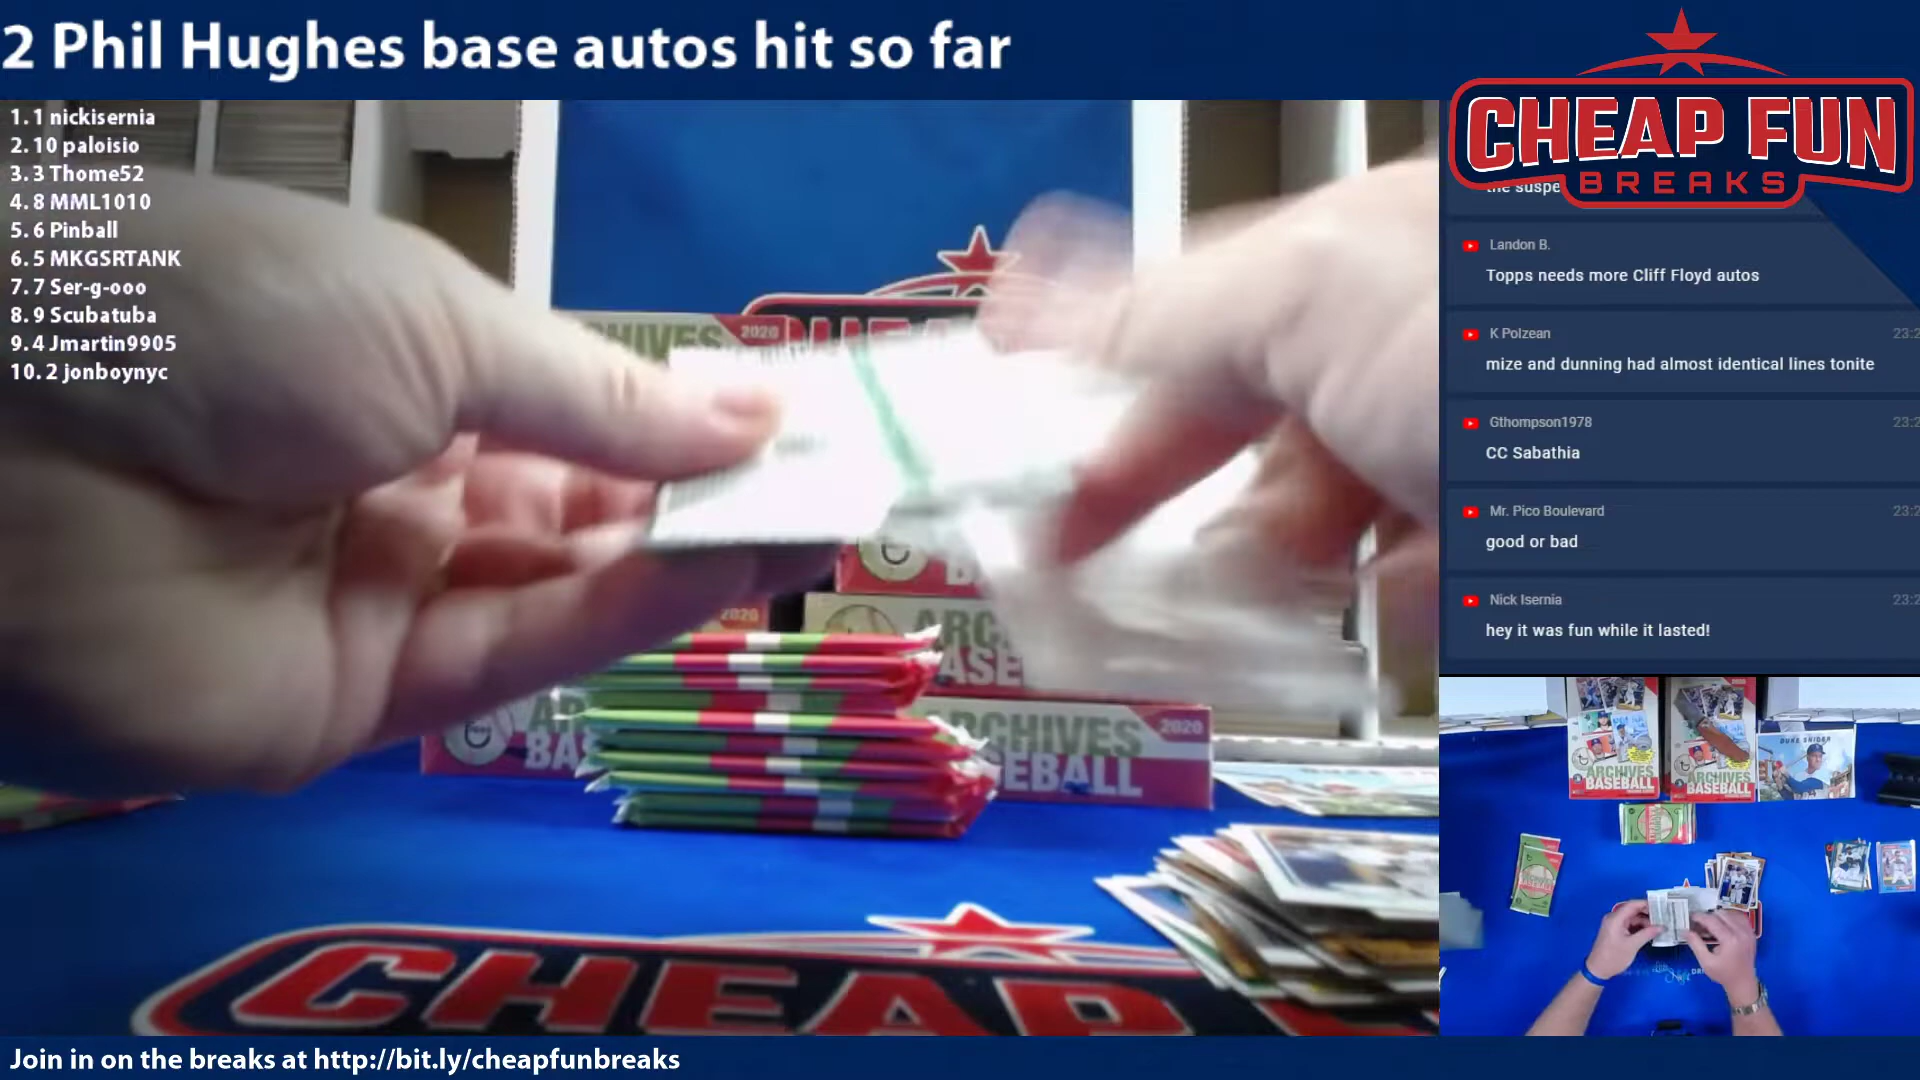 2 Phil Hughes base autos hit so far
1. 1 nickisernia
2. 10 paloisio
3. 3 Thome52
4. 8 MML1010
5. 6 Pinball
6. 5 MKGSRTANK
7. 7 Ser-g-ooo
8. 9 Scubatuba
9. 4 Jmartin9905
10. 2 jonboynyc
CHEAP FUN
BREAKS
Landon B.
Topps needs more Cliff Floyd autos
K Polzean
mize and dunning had almost identical lines tonite
Gthompson1978
CC Sabathia
Mr. Pico Boulevard
good or bad
Nick Isernia
hey it was fun while it lasted!
2020
2020
ARCHIVES 2020
BASEBALL
CHEAP
DUKE SNIDER
ARCHIVES
BASEBALL
ARCHIVES
BASEBALL
Join in on the breaks at http://bit.ly/cheapfunbreaks